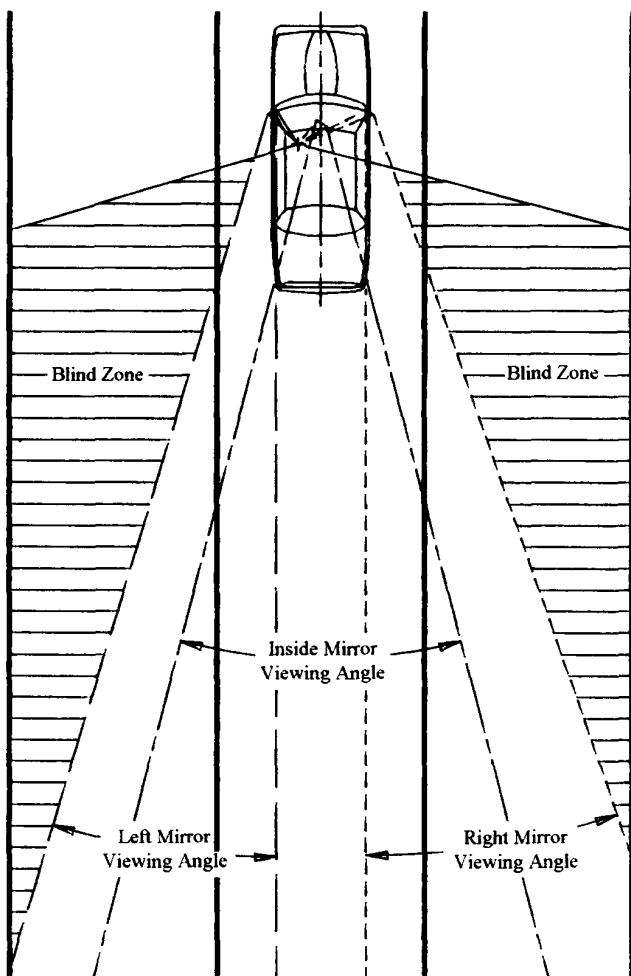 Blind Zone
Blind Zone
Inside Mirror
Viewing Angle
Left Mirror
Viewing Angle
Right Mirror
Viewing Angle